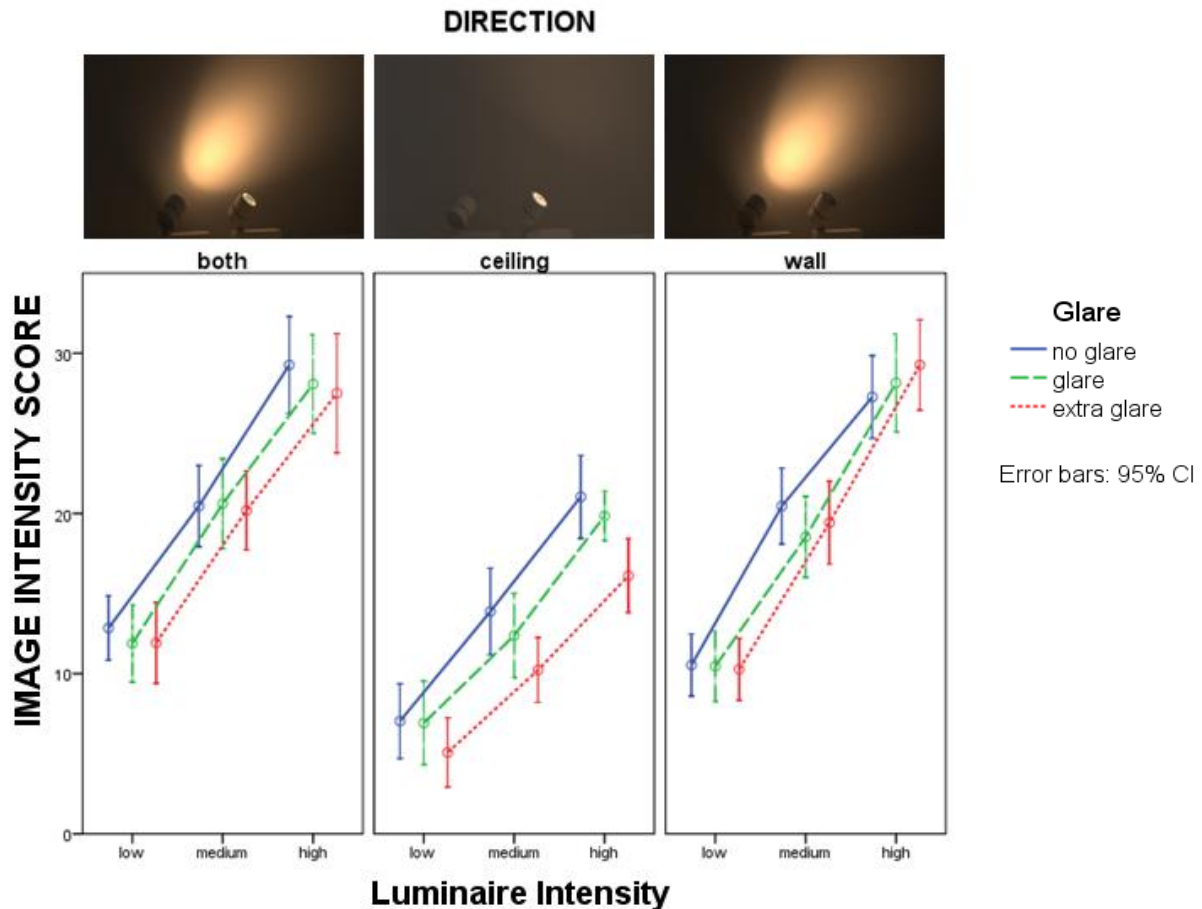 DIRECTION
both
ceiling
wall
IMAGE INTENSITY SCORE
30
20
10
0
low
medium
high
low
medium
high
low
medium
high
Luminaire Intensity
Glare
no glare
glare
extra glare
Error bars: 95% CI